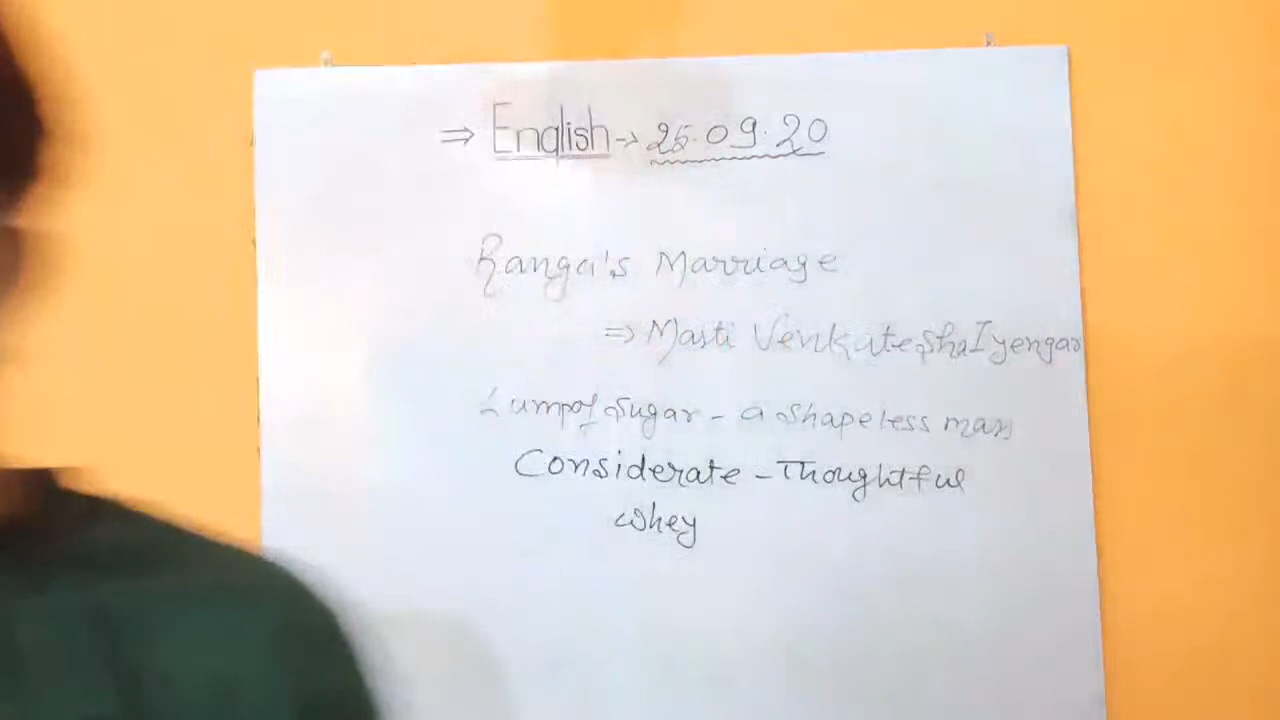 ⇒ English → 25.09.20
Ranga's Marriage
⇒ Masti Venkatesha Iyengar
Lump of Sugar - a shapeless mass
Considerate - Thoughtful
Whey